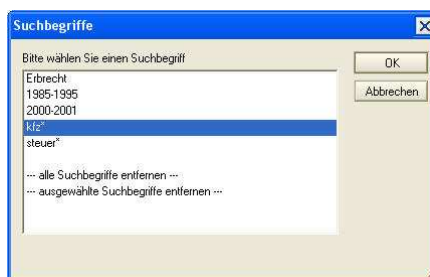 Suchbegriffe
Bitte wählen Sie einen Suchbegriff
OK
Abbrechen
Erbrecht
1985-1995
2000-2001
kfz*
steuer*
--- alle Suchbegriffe entfernen ---
--- ausgewählte Suchbegriffe entfernen ---